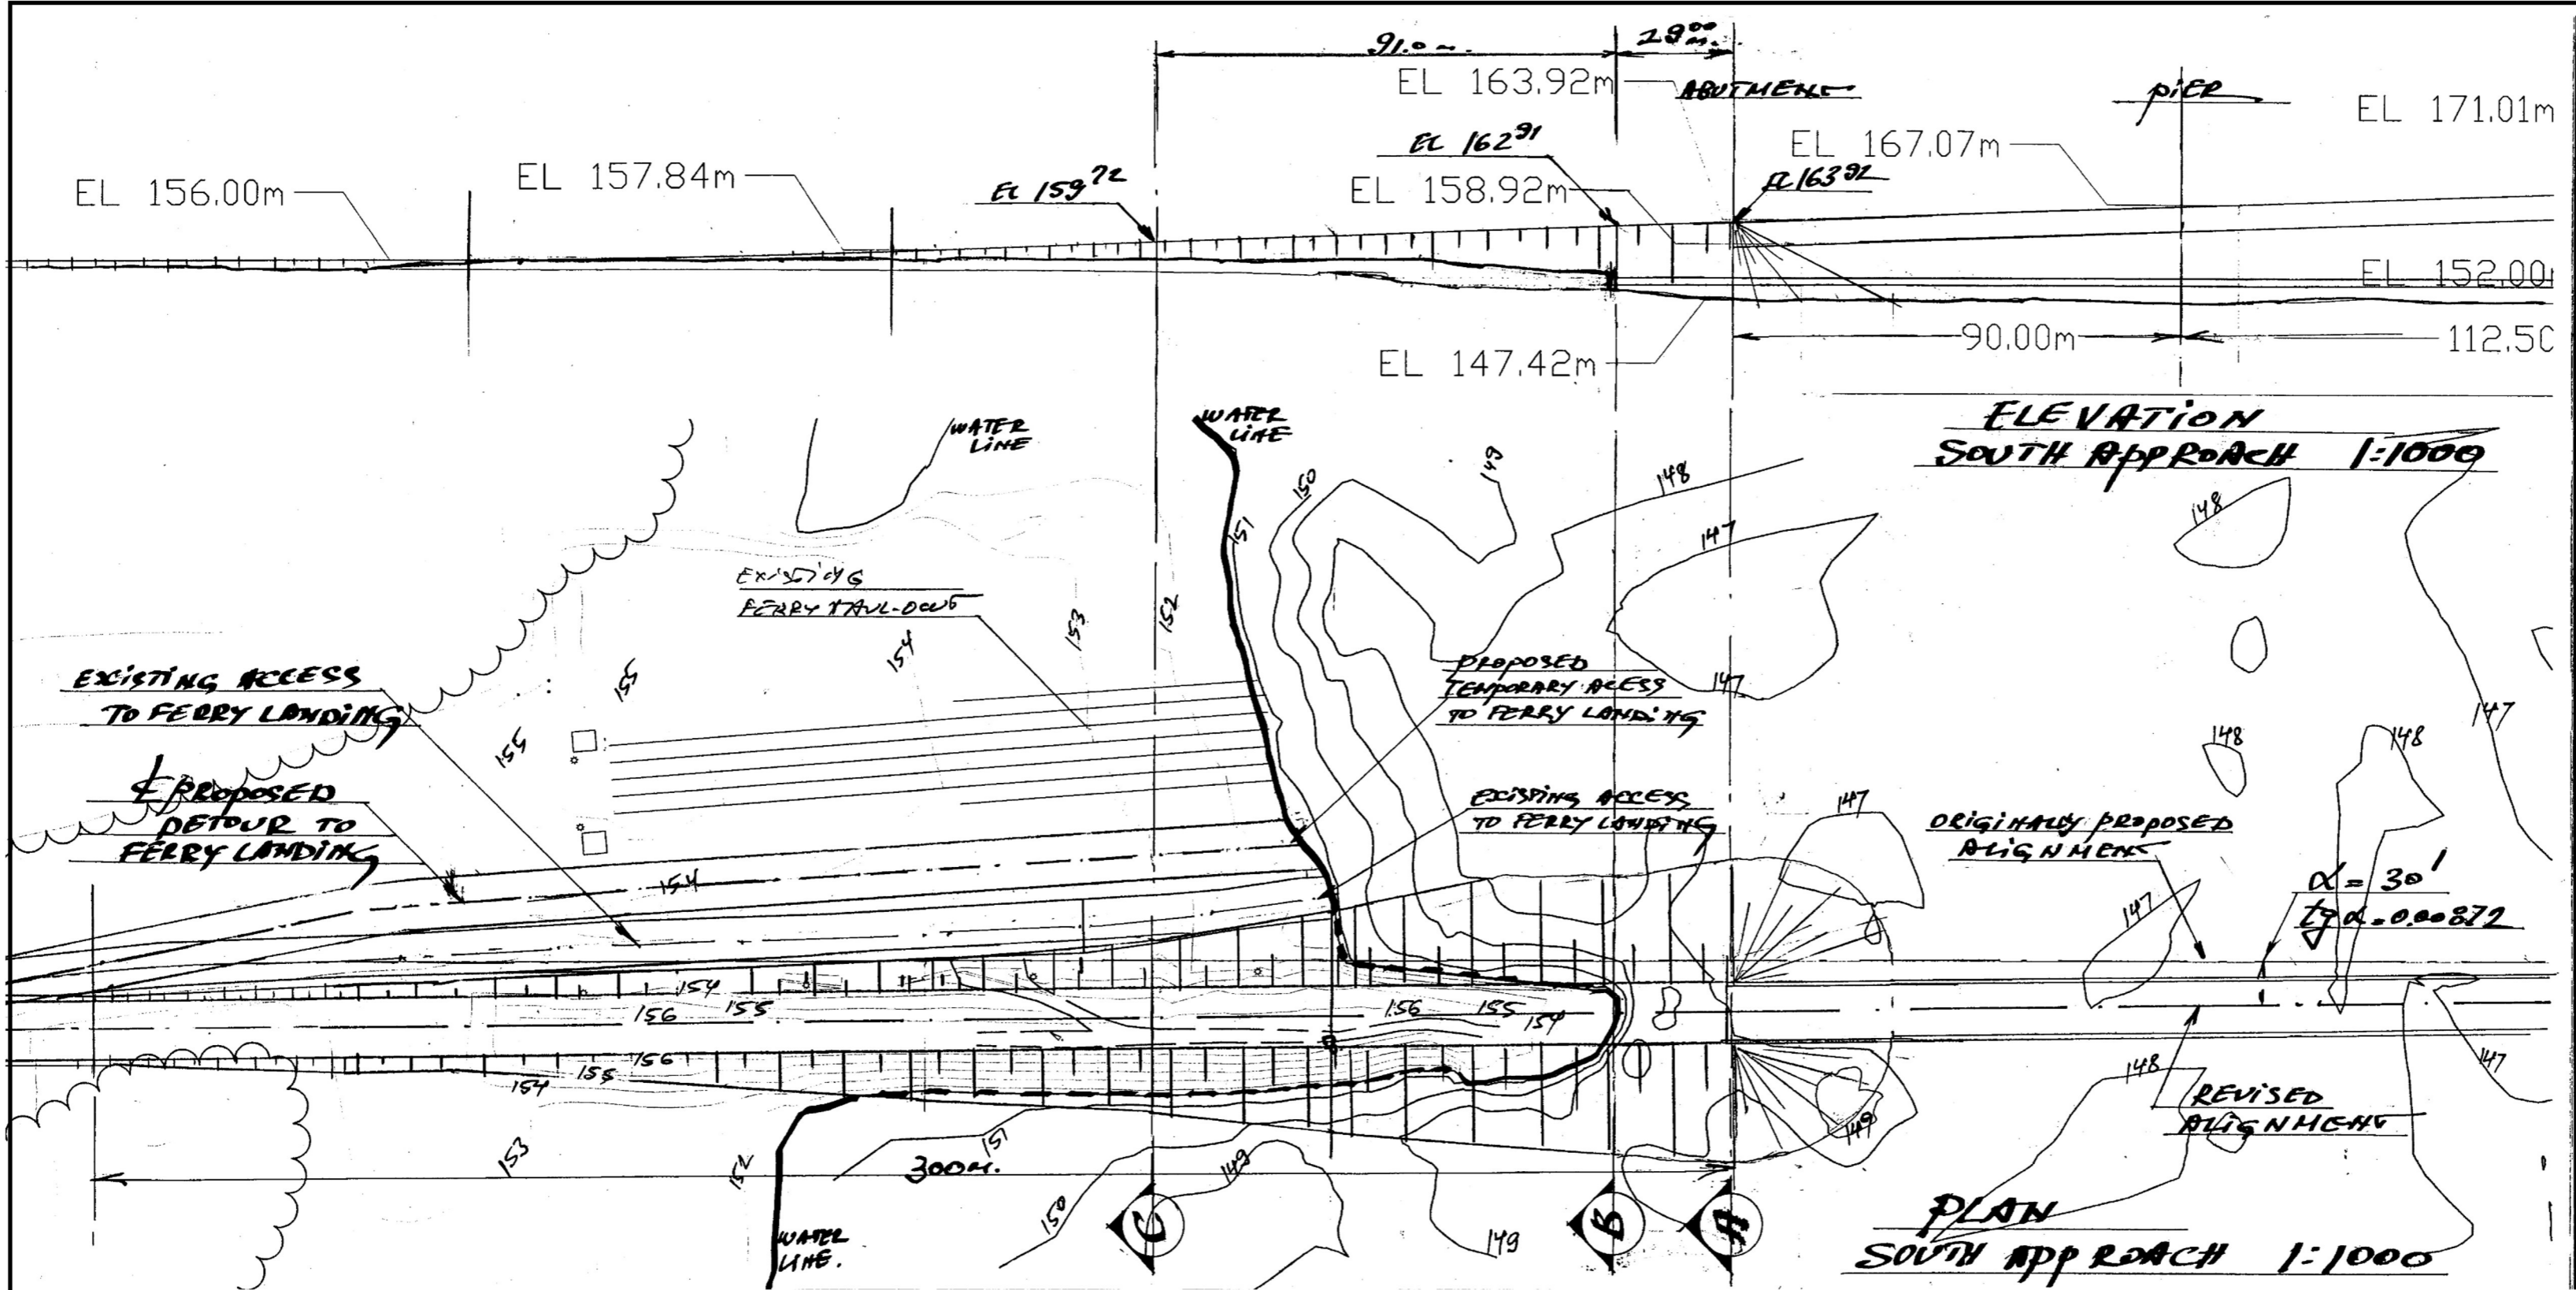 91.0 m.
29.00 m.
EL 163.92m
ABUTMENT
PIER
EL 171.01m
EL 162.91
EL 167.07m
EL 156.00m
EL 157.84m
EL 159.72
EL 158.92m
EL 163.92
EL 152.00
90.00m
112.50
EL 147.42m
ELEVATION
SOUTH APPROACH 1:1000
WATER
LINE
WATER
LINE
150
149
148
148
151
147
EXISTING
FERRY HAUL-OUT
153
152
154
155
155
EXISTING ACCESS
TO FERRY LANDING
PROPOSED
TEMPORARY ACESS
TO FERRY LANDING
147
147
148
148
℄ PROPOSED
DETOUR TO
FERRY LANDING
EXISTING ACCESS
TO FERRY LANDING
147
ORIGINALLY PROPOSED
ALIGNMENT
154
α = 30'
tg α = 0.00872
147
154
156
155
156
155
154
156
155
154
148
147
REVISED
ALIGNMENT
149
153
152
151
300M.
149
150
149
C
B
A
WATER
LINE.
PLAN
SOUTH APPROACH 1:1000